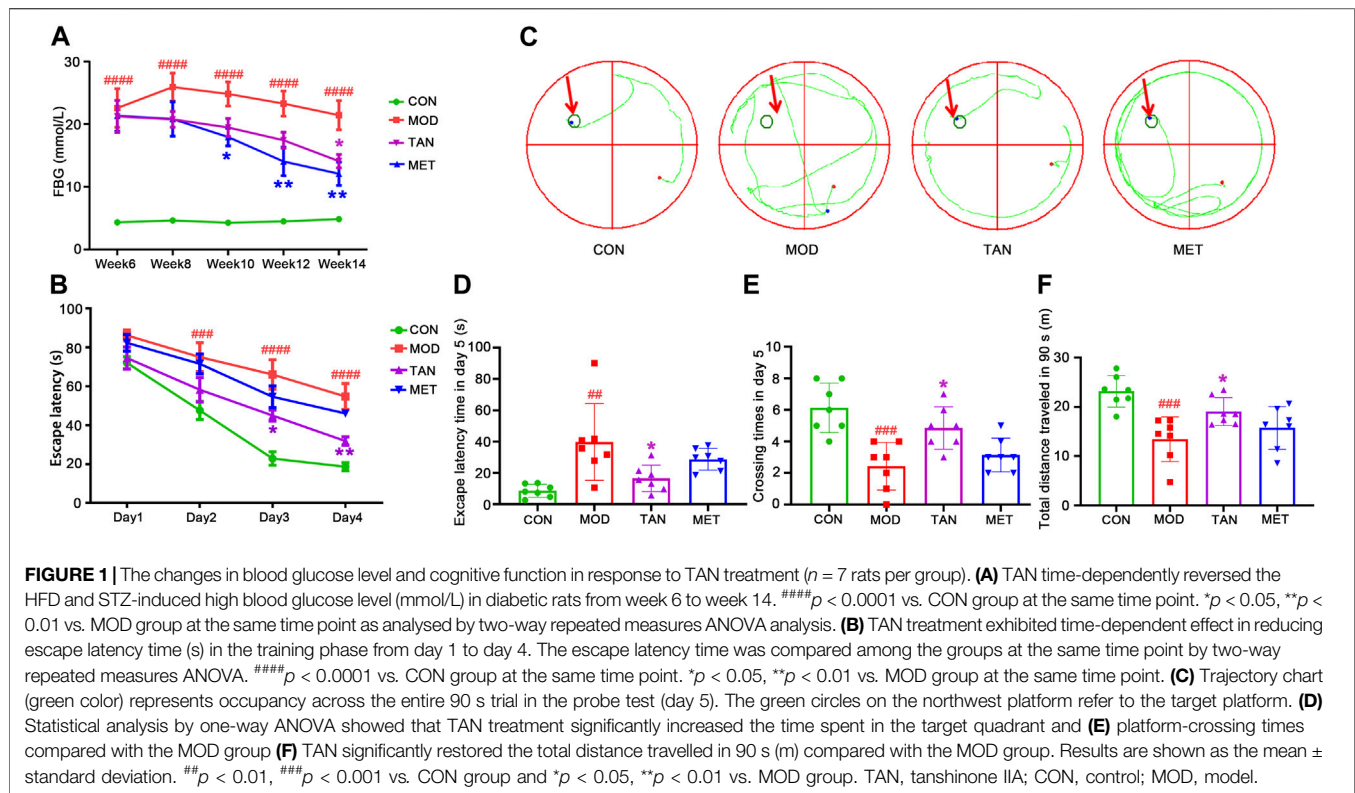 A
FBG (mmol/L)
30
20
10
0
####
####
####
####
####
*
**
*
**
Week6 Week8 Week10 Week12 Week14
CON
MOD
TAN
MET
C
CON
MOD
TAN
MET
B
Escape latency (s)
100
80
60
40
20
0
###
####
####
*
**
Day1 Day2 Day3 Day4
CON
MOD
TAN
MET
D
Excape latency time in day 5 (s)
100
80
60
40
20
0
##
*
CON MOD TAN MET
E
Crossing times in day 5
10
8
6
4
2
0
###
*
CON MOD TAN MET
F
Total distance traveled in 90 s (m)
30
20
10
0
###
*
CON MOD TAN MET
FIGURE 1 | The changes in blood glucose level and cognitive function in response to TAN treatment (n = 7 rats per group). (A) TAN time-dependently reversed the
HFD and STZ-induced high blood glucose level (mmol/L) in diabetic rats from week 6 to week 14. ####p < 0.0001 vs. CON group at the same time point. *p < 0.05, **p <
0.01 vs. MOD group at the same time point as analysed by two-way repeated measures ANOVA analysis. (B) TAN treatment exhibited time-dependent effect in reducing
escape latency time (s) in the training phase from day 1 to day 4. The escape latency time was compared among the groups at the same time point by two-way
repeated measures ANOVA. ####p < 0.0001 vs. CON group at the same time point. *p < 0.05, **p < 0.01 vs. MOD group at the same time point. (C) Trajectory chart
(green color) represents occupancy across the entire 90 s trial in the probe test (day 5). The green circles on the northwest platform refer to the target platform. (D)
Statistical analysis by one-way ANOVA showed that TAN treatment significantly increased the time spent in the target quadrant and (E) platform-crossing times
compared with the MOD group (F) TAN significantly restored the total distance travelled in 90 s (m) compared with the MOD group. Results are shown as the mean ±
standard deviation. ##p < 0.01, ###p < 0.001 vs. CON group and *p < 0.05, **p < 0.01 vs. MOD group. TAN, tanshinone IIA; CON, control; MOD, model.